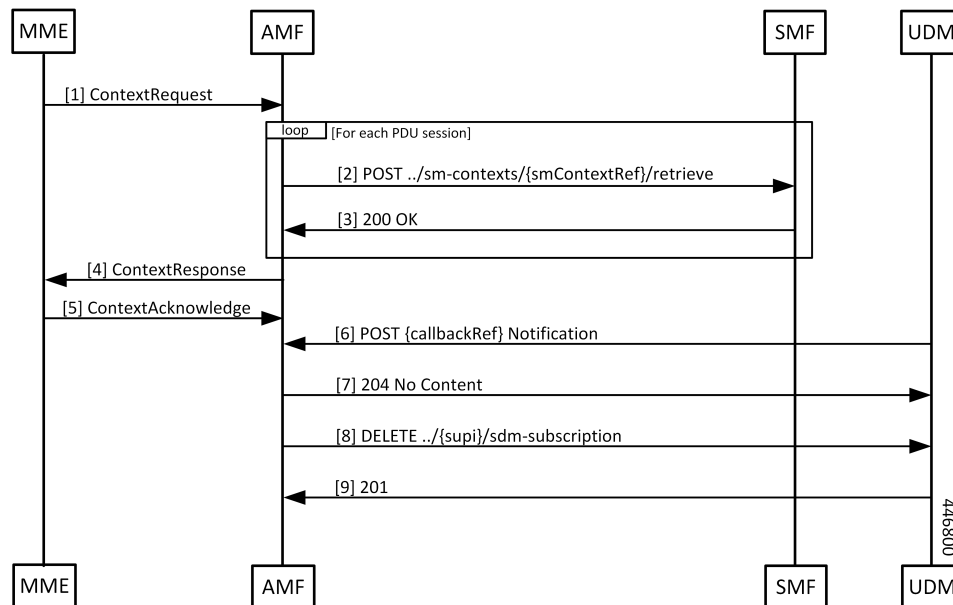 MME
AMF
SMF
UDM
[1] ContextRequest
loop
[For each PDU session]
[2] POST ../sm-contexts/{smContextRef}/retrieve
[3] 200 OK
[4] ContextResponse
[5] ContextAcknowledge
[6] POST {callbackRef} Notification
[7] 204 No Content
[8] DELETE ../{supi}/sdm-subscription
[9] 201
446800
MME
AMF
SMF
UDM